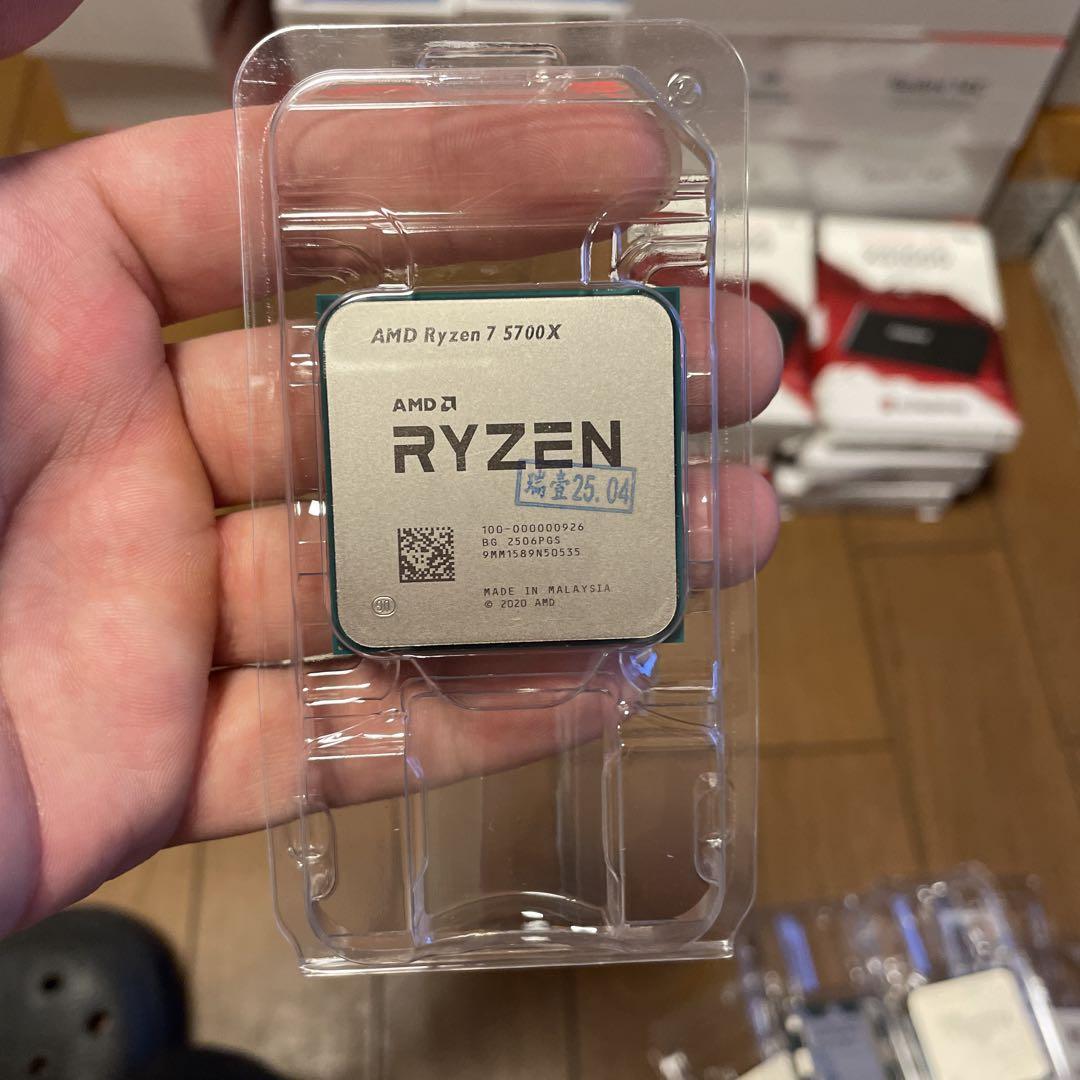 AMD Ryzen 7 5700X
AMD
RYZEN
瑞壹25.04
100-000000926
BG 2506PGS
9MM1589N50535
MADE IN MALAYSIA
© 2020 AMD